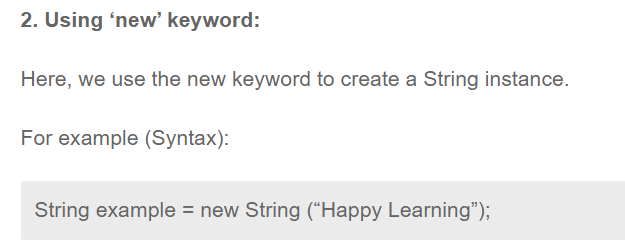 2. Using ‘new’ keyword:
Here, we use the new keyword to create a String instance.
For example (Syntax):
String example = new String (“Happy Learning”);